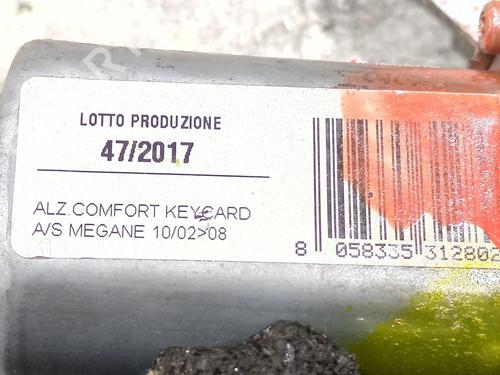 LOTTO PRODUZIONE
47/2017
ALZ.COMFORT KEYCARD
A/S MEGANE 10/02>08
8 058335 312802